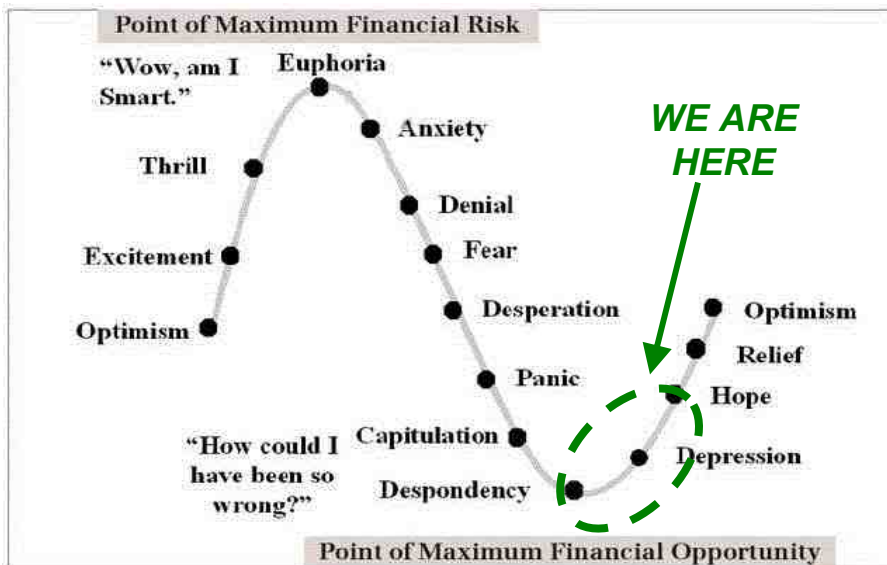 Point of Maximum Financial Risk
“Wow, am I
Smart.”
Euphoria
WE ARE
HERE
Anxiety
Thrill
Denial
Fear
Excitement
Desperation
Optimism
Optimism
Relief
Panic
Hope
Capitulation
“How could I
have been so
wrong?”
Depression
Despondency
Point of Maximum Financial Opportunity